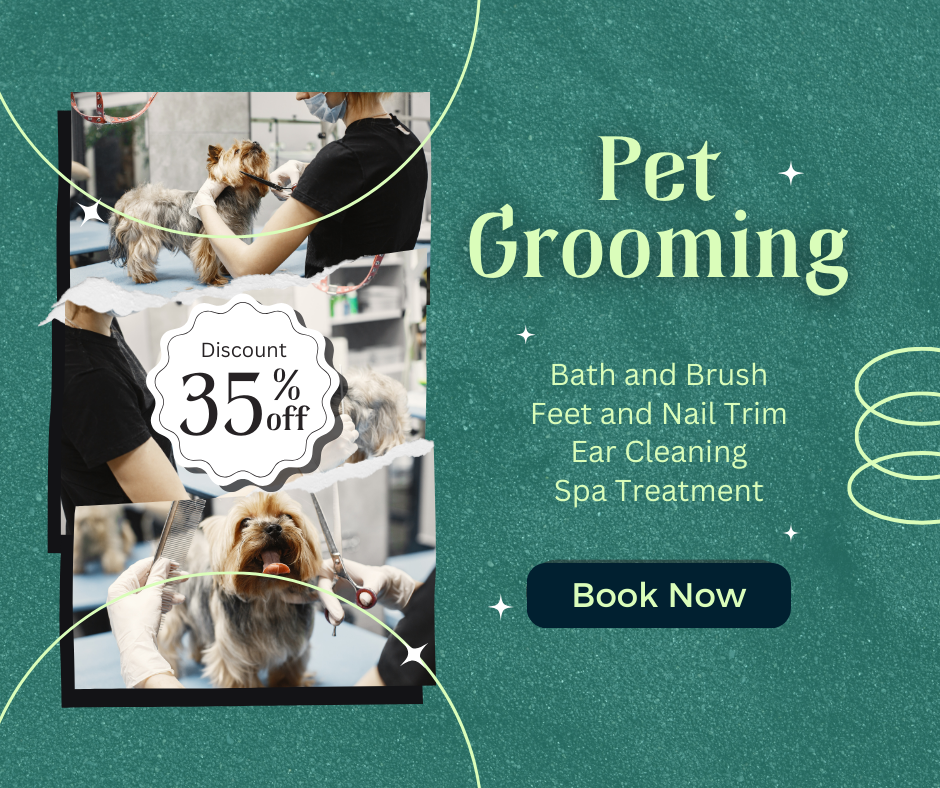 Pet
Grooming
Discount
35%
off
Bath and Brush
Feet and Nail Trim
Ear Cleaning
Spa Treatment
Book Now